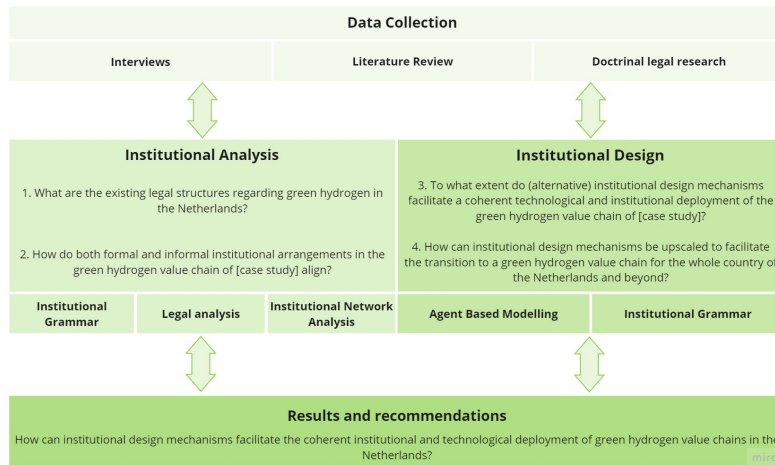 Data Collection
Interviews
Literature Review
Doctrinal legal research
Institutional Analysis
1. What are the existing legal structures regarding green hydrogen in
the Netherlands?
2. How do both formal and informal institutional arrangements in the
green hydrogen value chain of [case study] align?
Institutional Design
3. To what extent do (alternative) institutional design mechanisms
facilitate a coherent technological and institutional deployment of the
green hydrogen value chain of [case study]?
4. How can institutional design mechanisms be upscaled to facilitate
the transition to a green hydrogen value chain for the whole country of
the Netherlands and beyond?
Institutional
Grammar
Legal analysis
Institutional Network
Analysis
Agent Based Modelling
Institutional Grammar
Results and recommendations
How can institutional design mechanisms facilitate the coherent institutional and technological deployment of green hydrogen value chains in the
Netherlands?
miro